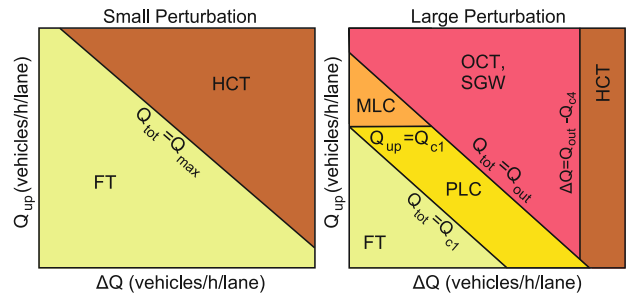 Small Perturbation
HCT
Q_tot =Q_max
FT
Q_up (vehicles/h/lane)
ΔQ (vehicles/h/lane)
Large Perturbation
OCT,
SGW
HCT
MLC
ΔQ=Q_out -Q_c4
Q_up =Q_c1
Q_tot =Q_out
PLC
Q_tot =Q_c1
FT
Q_up (vehicles/h/lane)
ΔQ (vehicles/h/lane)